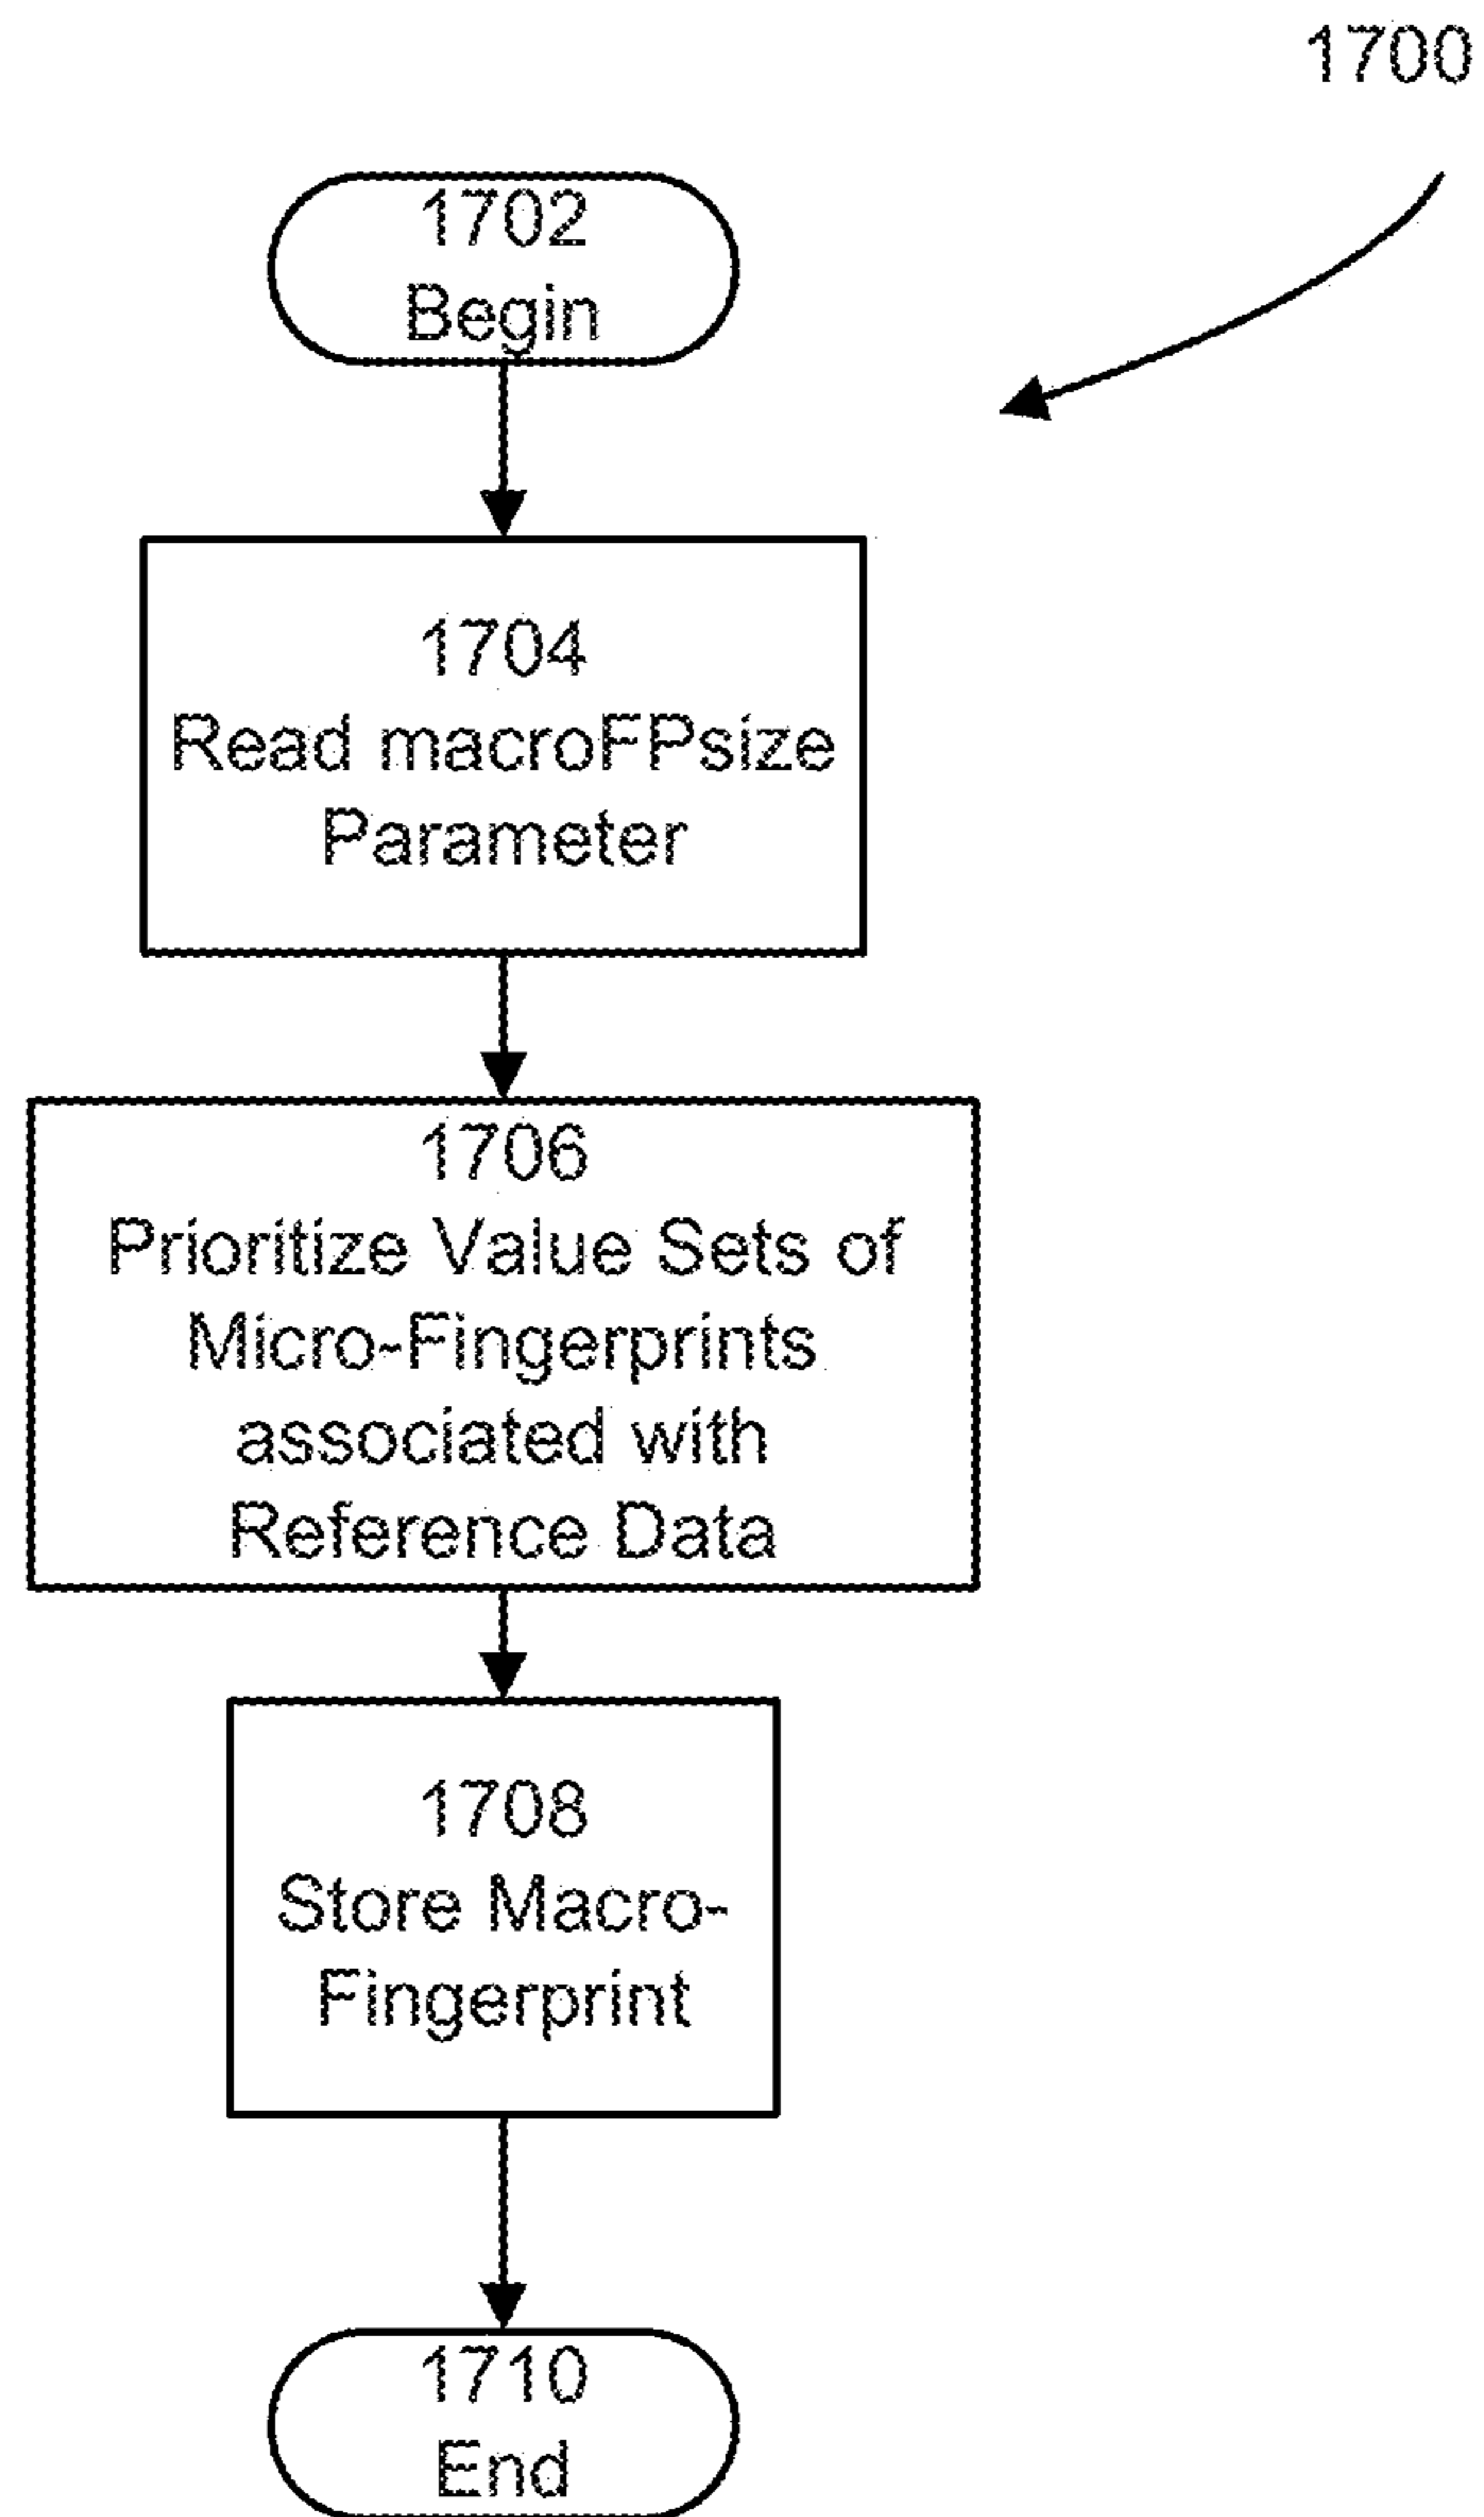 1700
1702
Begin
1704
Read macroFPsize
Parameter
1706
Prioritize Value Sets of
Micro-Fingerprints
associated with
Reference Data
1708
Store Macro-
Fingerprint
1710
End